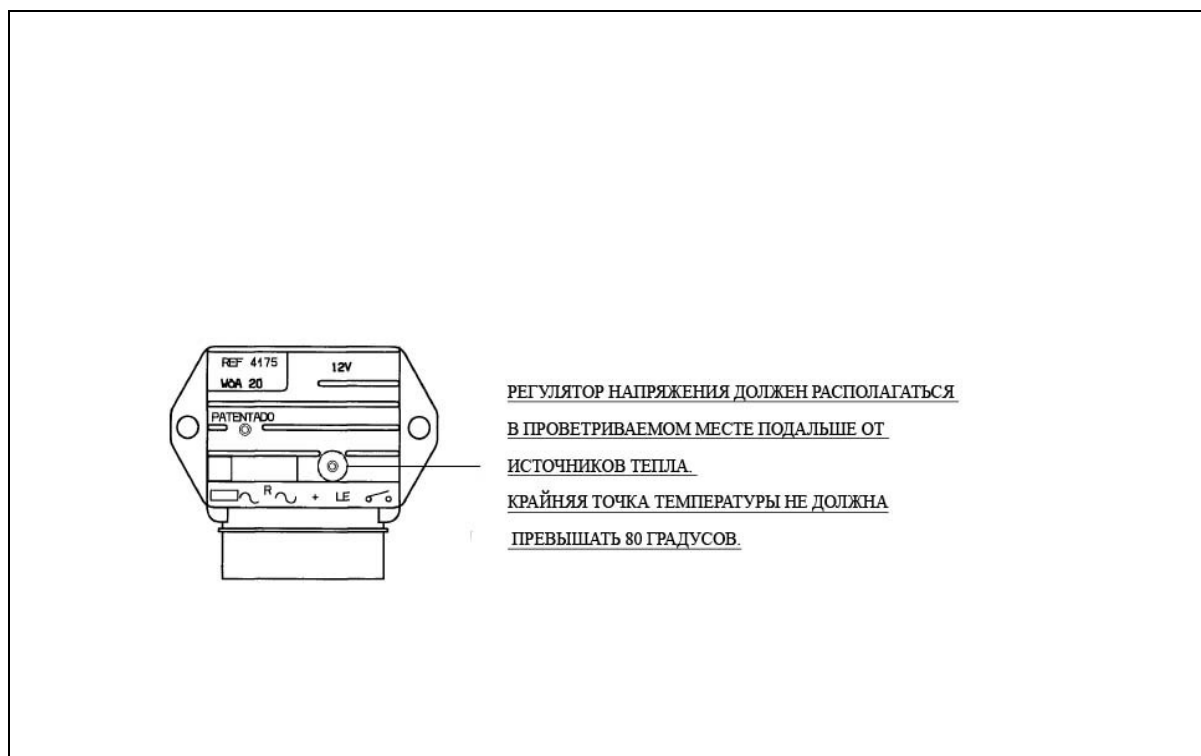 REF 4175
12V
WOA 20
PATENTADO
R + LE
РЕГУЛЯТОР НАПРЯЖЕНИЯ ДОЛЖЕН РАСПОЛАГАТЬСЯ
В ПРОВЕТРИВАЕМОМ МЕСТЕ ПОДАЛЬШЕ ОТ
ИСТОЧНИКОВ ТЕПЛА.
КРАЙНЯЯ ТОЧКА ТЕМПЕРАТУРЫ НЕ ДОЛЖНА
ПРЕВЫШАТЬ 80 ГРАДУСОВ.